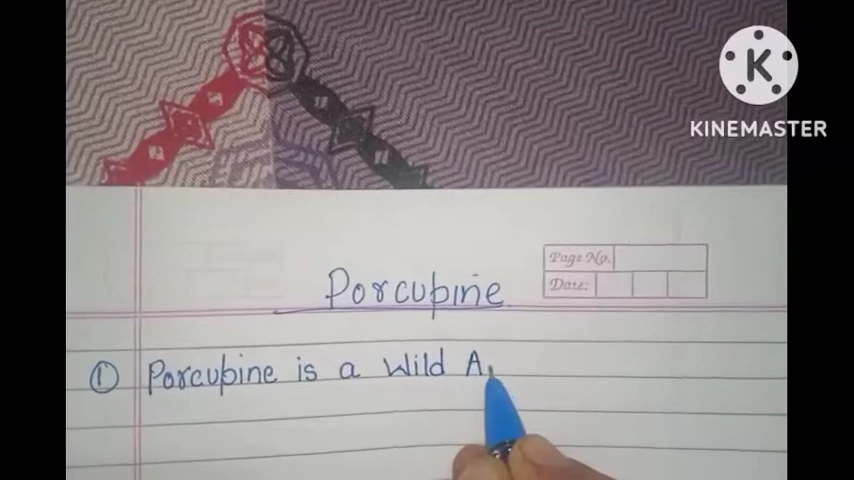 K
KINEMASTER
Page No.
Date:
Porcupine
① Porcupine is a Wild A